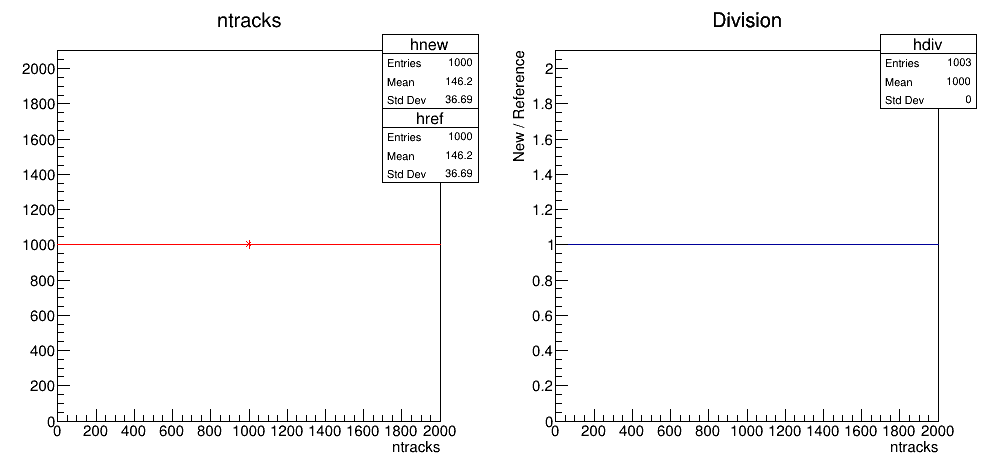 ntracks
hnew
Entries 1000
Mean 146.2
Std Dev 36.69
href
Entries 1000
Mean 146.2
Std Dev 36.69
2000
1800
1600
1400
1200
1000
800
600
400
200
0
0 200 400 600 800 1000 1200 1400 1600 1800 2000
ntracks
Division
hdiv
Entries 1003
Mean 1000
Std Dev 0
New / Reference
2
1.8
1.6
1.4
1.2
1
0.8
0.6
0.4
0.2
0
0 200 400 600 800 1000 1200 1400 1600 1800 2000
ntracks